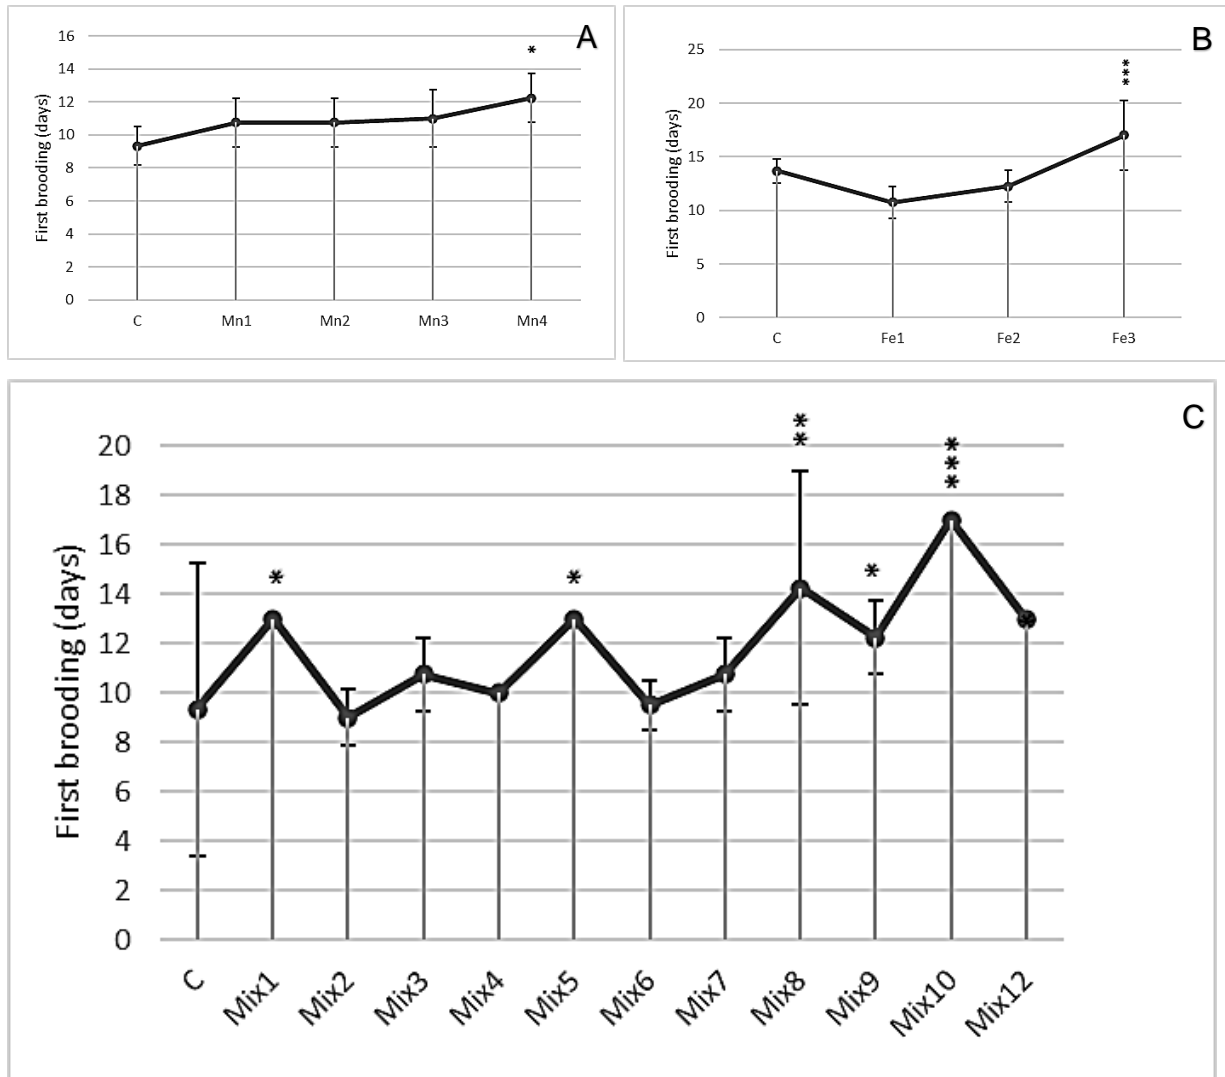 A
16
14
12
10
8
6
4
2
0
First brooding (days)
*
C Mn1 Mn2 Mn3 Mn4
B
25
20
15
10
5
0
First brooding (days)
***
C Fe1 Fe2 Fe3
C
20
18
16
14
12
10
8
6
4
2
0
First brooding (days)
* * ** * *** *
C Mix1 Mix2 Mix3 Mix4 Mix5 Mix6 Mix7 Mix8 Mix9 Mix10 Mix12